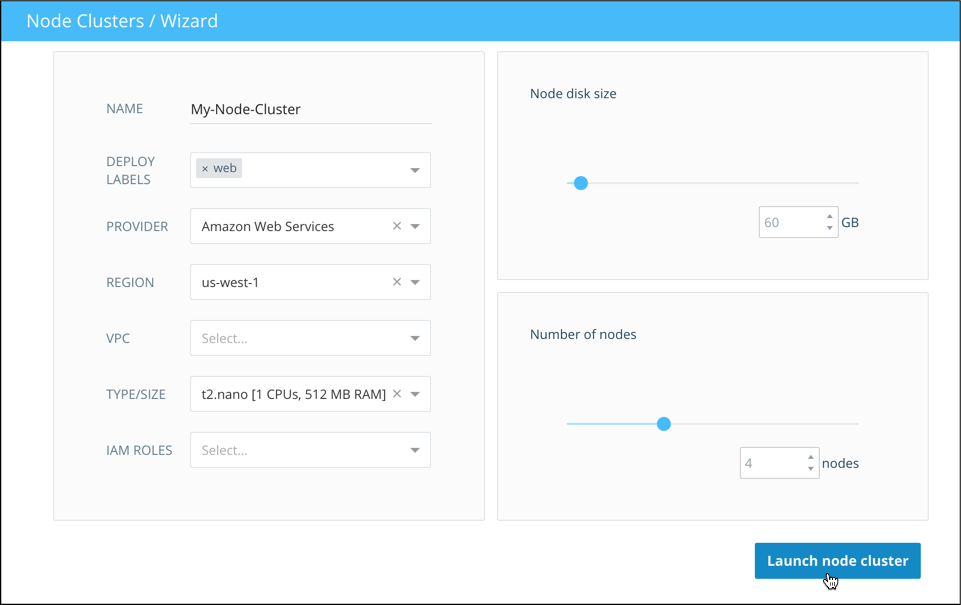 Node Clusters / Wizard
NAME My-Node-Cluster
DEPLOY
LABELS
× web
PROVIDER Amazon Web Services ×
REGION us-west-1 ×
VPC Select...
TYPE/SIZE t2.nano [1 CPUs, 512 MB RAM] ×
IAM ROLES Select...
Node disk size
60 GB
Number of nodes
4 nodes
Launch node cluster